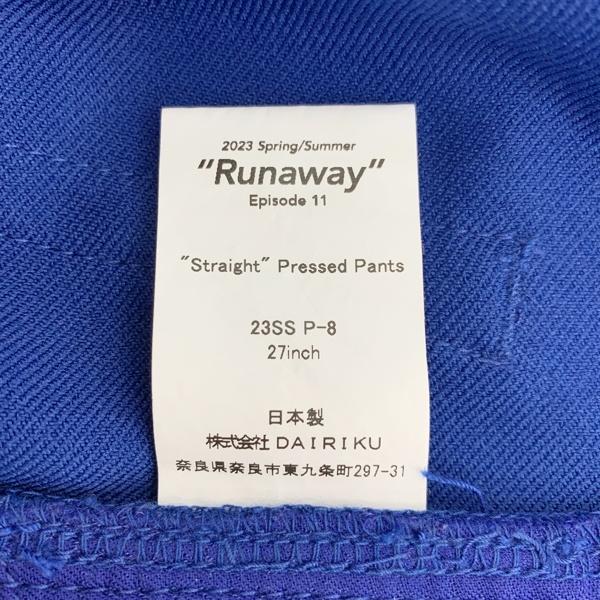 2023 Spring/Summer
"Runaway"
Episode 11
"Straight" Pressed Pants
23SS P-8
27inch
日本製
株式会社 DAIRIKU
奈良県奈良市東九条町297-31